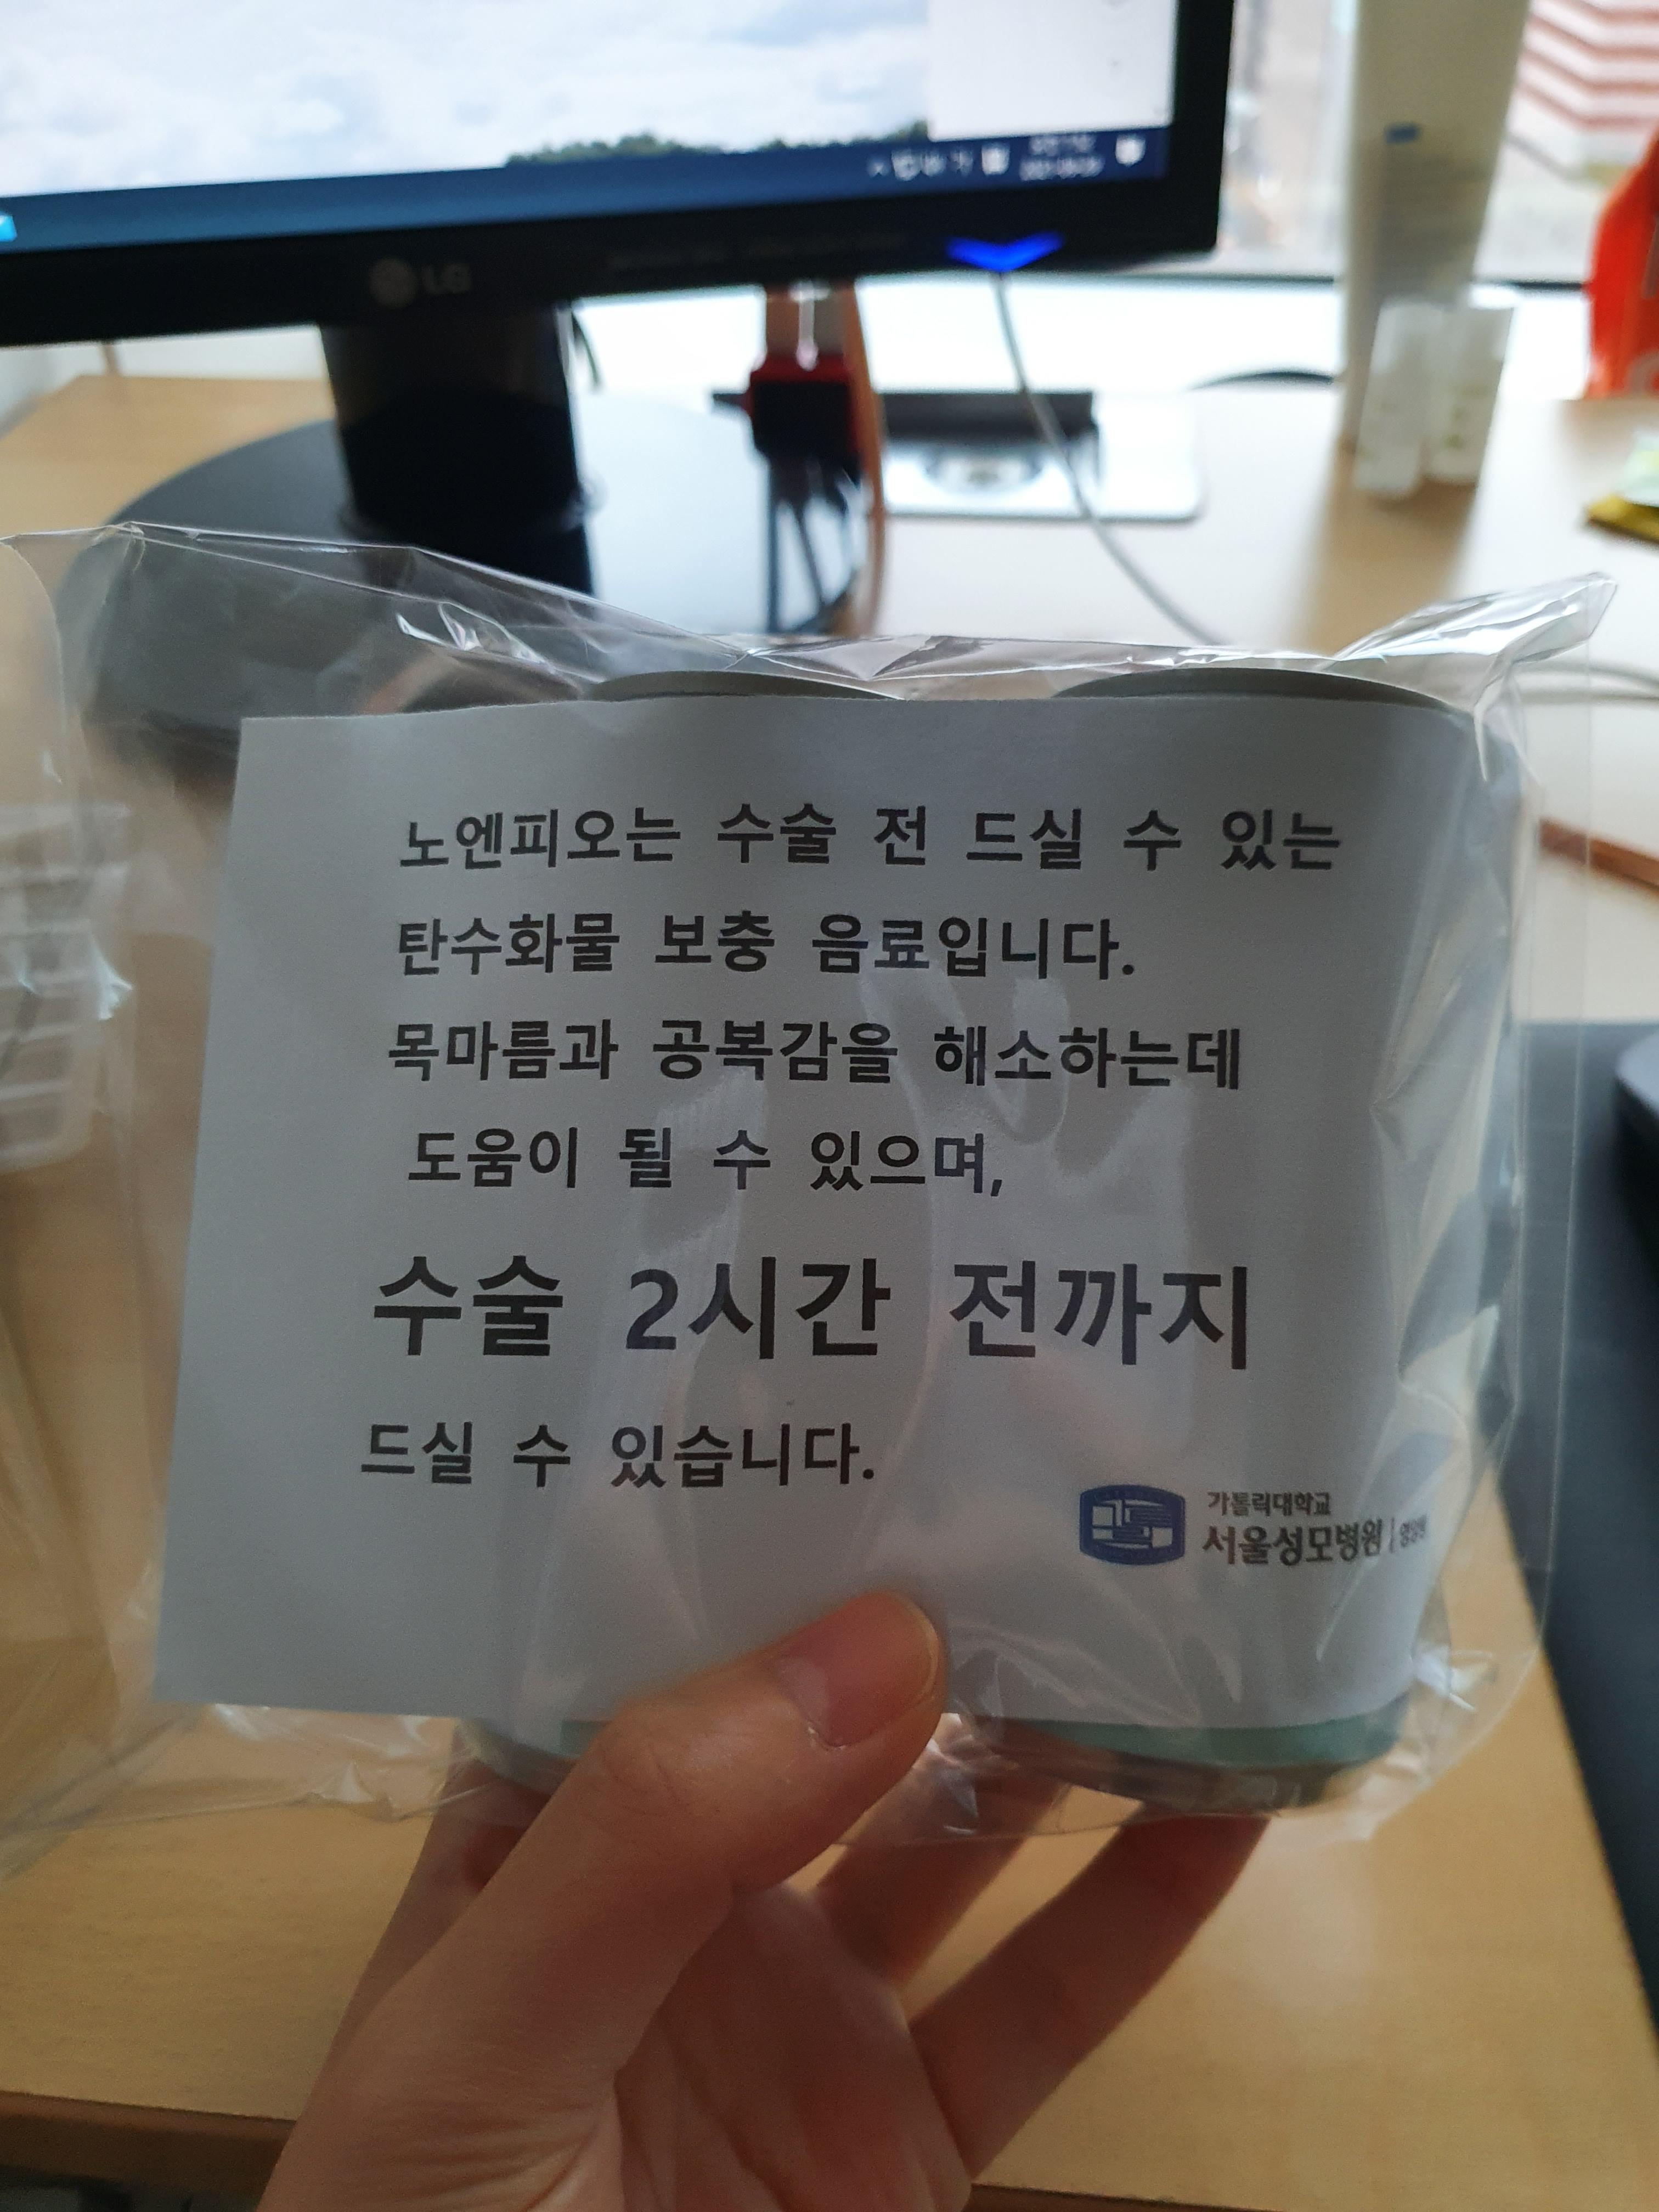 LG
노엔피오는 수술 전 드실 수 있는
탄수화물 보충 음료입니다.
목마름과 공복감을 해소하는데
도움이 될 수 있으며,
수술 2시간 전까지
드실 수 있습니다.
가톨릭대학교
서울성모병원